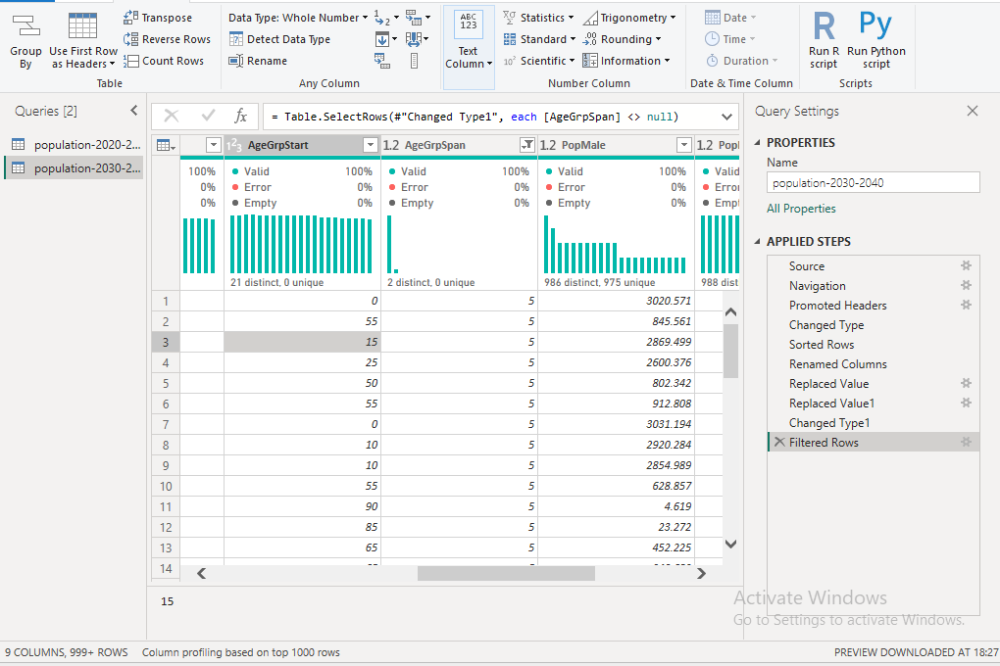 Group By
Use First Row as Headers
Transpose
Reverse Rows
Count Rows
Table
Data Type: Whole Number
Detect Data Type
Rename
Any Column
ABC
123
Text Column
Statistics
Standard
Scientific
Trigonometry
Rounding
Information
Number Column
Date
Time
Duration
Date & Time Column
R
Run R script
Py
Run Python script
Scripts
Queries [2]
population-2020-2...
population-2030-2...
fx
= Table.SelectRows(#"Changed Type1", each [AgeGrpSpan] <> null)
1²3 AgeGrpStart
1.2 AgeGrpSpan
1.2 PopMale
1.2 Pop
100% Valid 100% Valid 100% Valid 100% Valid
0% Error 0% Error 0% Error 0% Error
0% Empty 0% Empty 0% Empty 0% Empt
21 distinct, 0 unique 2 distinct, 0 unique 986 distinct, 975 unique 988 dist
1 0 5 3020.571
2 55 5 845.561
3 15 5 2869.499
4 25 5 2600.376
5 50 5 802.342
6 55 5 912.808
7 0 5 3031.194
8 10 5 2920.284
9 10 5 2854.989
10 55 5 628.857
11 90 5 4.619
12 85 5 23.272
13 65 5 452.225
14
15
Query Settings
PROPERTIES
Name
population-2030-2040
All Properties
APPLIED STEPS
Source
Navigation
Promoted Headers
Changed Type
Sorted Rows
Renamed Columns
Replaced Value
Replaced Value1
Changed Type1
Filtered Rows
Activate Windows
Go to Settings to activate Windows.
9 COLUMNS, 999+ ROWS
Column profiling based on top 1000 rows
PREVIEW DOWNLOADED AT 18:27